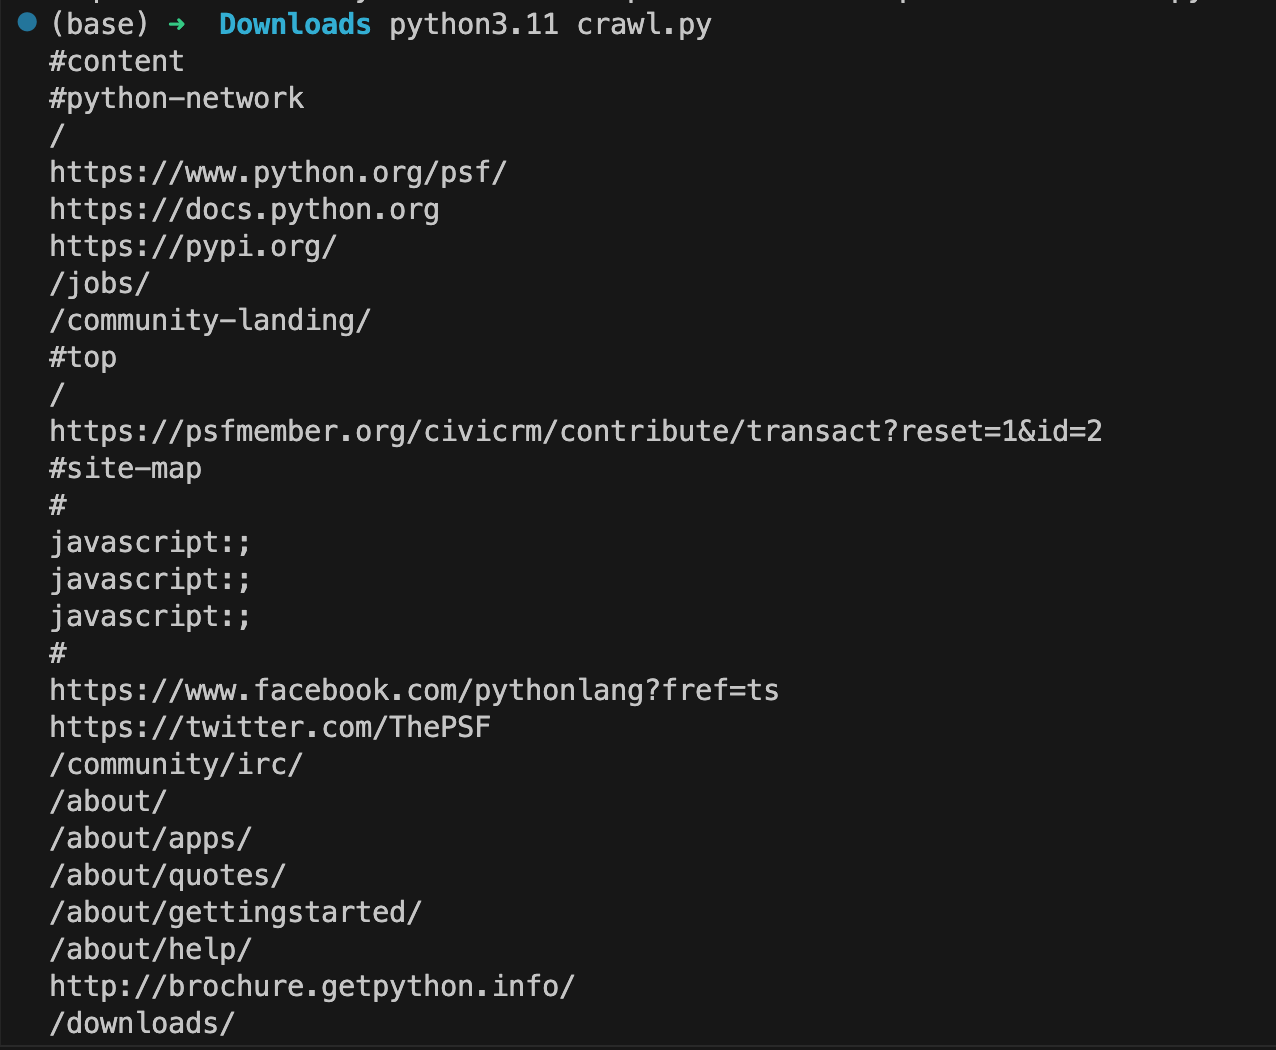 (base) ➜ Downloads python3.11 crawl.py
#content
#python-network
/
https://www.python.org/psf/
https://docs.python.org
https://pypi.org/
/jobs/
/community-landing/
#top
/
https://psfmember.org/civicrm/contribute/transact?reset=1&id=2
#site-map
#
javascript:;
javascript:;
javascript:;
#
https://www.facebook.com/pythonlang?fref=ts
https://twitter.com/ThePSF
/community/irc/
/about/
/about/apps/
/about/quotes/
/about/gettingstarted/
/about/help/
http://brochure.getpython.info/
/downloads/